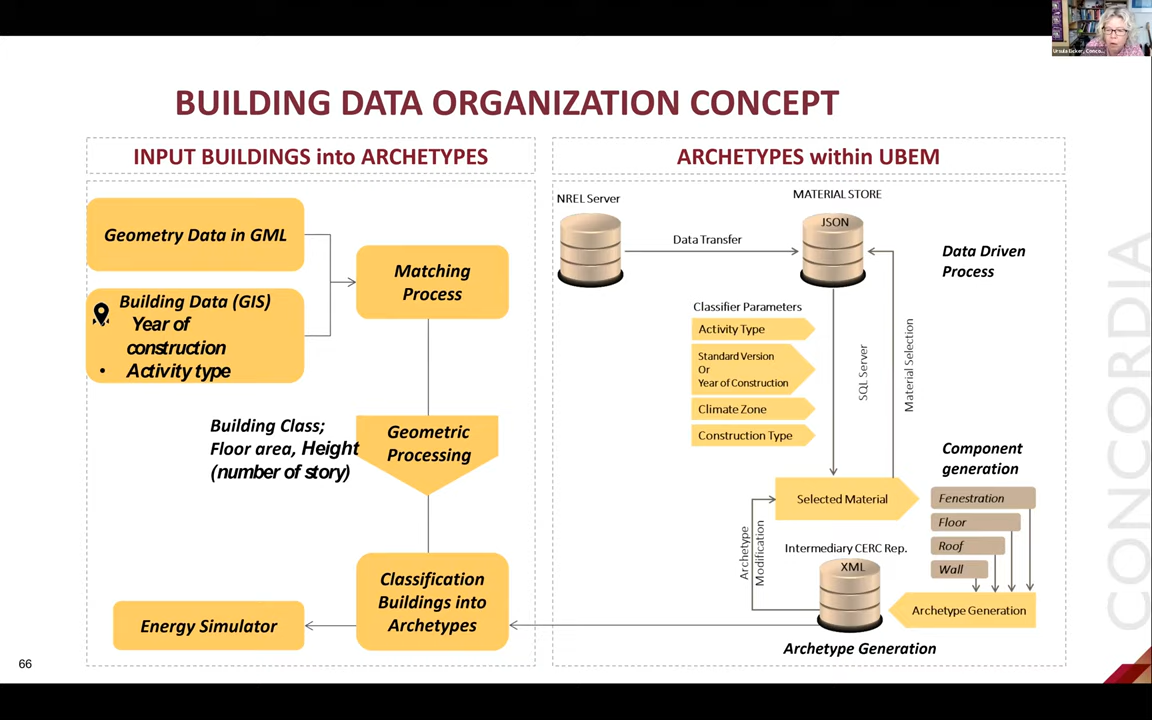 Ursula Eicker, Conco...
BUILDING DATA ORGANIZATION CONCEPT
INPUT BUILDINGS into ARCHETYPES
Geometry Data in GML
Building Data (GIS)
Year of
construction
• Activity type
Matching
Process
Building Class;
Floor area, Height
(number of story)
Geometric
Processing
Classification
Buildings into
Archetypes
Energy Simulator
ARCHETYPES within UBEM
NREL Server
MATERIAL STORE
JSON
Data Transfer
Data Driven
Process
Classifier Parameters
Activity Type
Standard Version
Or
Year of Construction
Climate Zone
Construction Type
SQL Server
Material Selection
Component
generation
Selected Material
Fenestration
Floor
Roof
Wall
Archetype
Modification
Intermediary CERC Rep.
XML
Archetype Generation
Archetype Generation
66
CONCORDIA